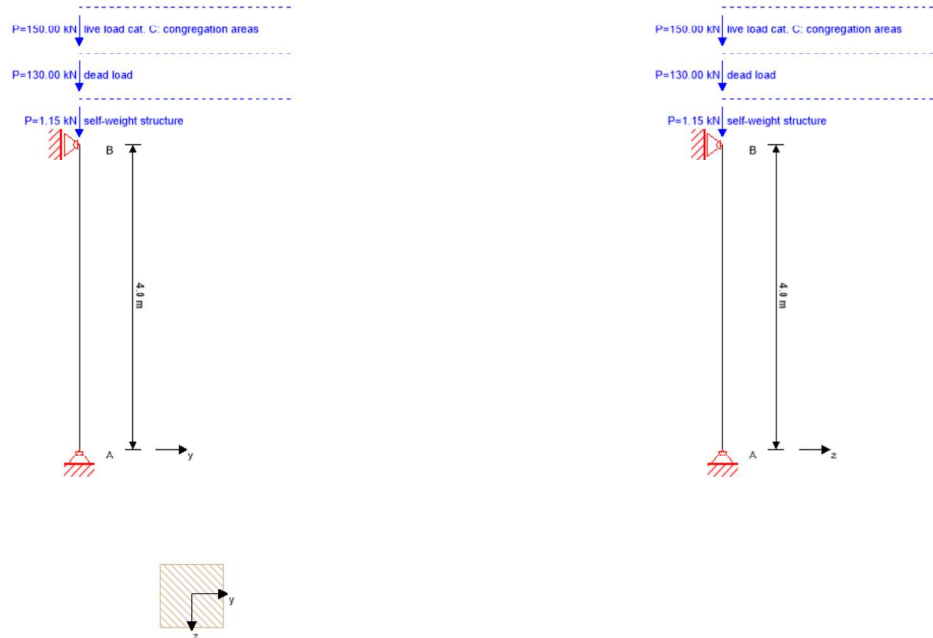 P=150.00 kN live load cat. C: congregation areas
P=130.00 kN dead load
P=1.15 kN self-weight structure
B
4.0 m
A
y
P=150.00 kN live load cat. C: congregation areas
P=130.00 kN dead load
P=1.15 kN self-weight structure
B
4.0 m
A
z
y
z